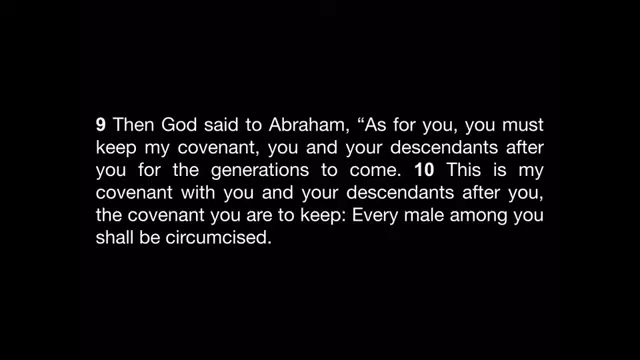 9 Then God said to Abraham, “As for you, you must
keep my covenant, you and your descendants after
you for the generations to come. 10 This is my
covenant with you and your descendants after you,
the covenant you are to keep: Every male among you
shall be circumcised.